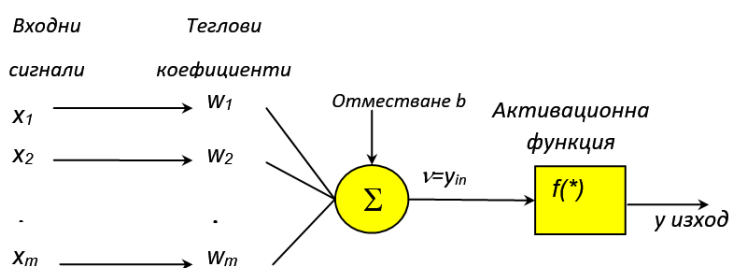 Входни
сигнали
Теглови
коефициенти
x1
w1
x2
w2
.
.
xm
wm
Отместване b
Σ
ν=yin
Активационна
функция
f(*)
y изход